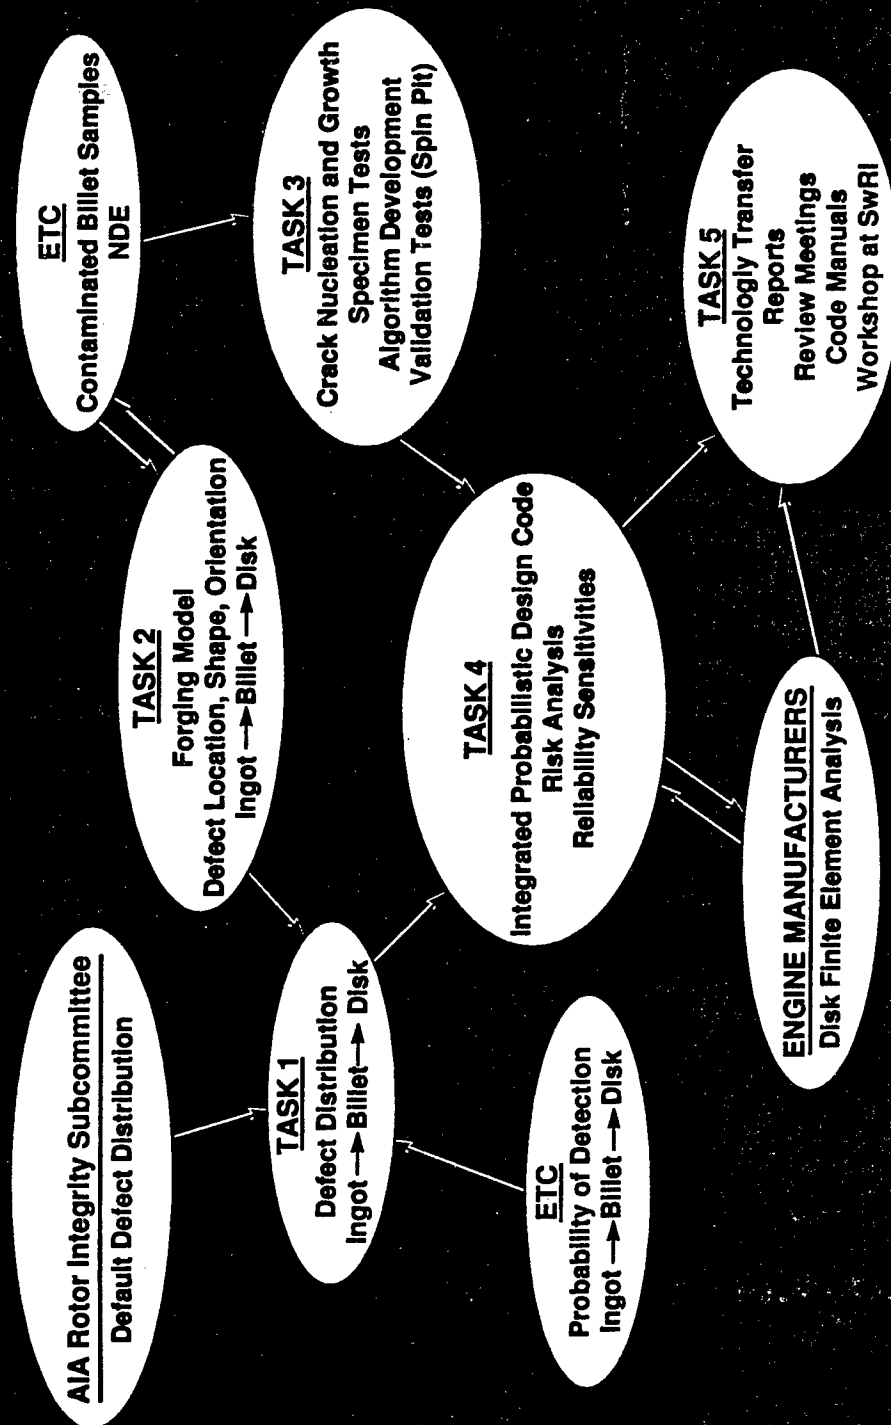 AIA Rotor Integrity Subcommittee
Default Defect Distribution
TASK 2
Forging Model
Defect Location, Shape, Orientation
Ingot → Billet → Disk
ETC
Contaminated Billet Samples
NDE
TASK 1
Defect Distribution
Ingot → Billet → Disk
TASK 3
Crack Nucleation and Growth
Specimen Tests
Algorithm Development
Validation Tests (Spin Pit)
ETC
Probability of Detection
Ingot → Billet → Disk
TASK 4
Integrated Probabilistic Design Code
Risk Analysis
Reliability Sensitivities
ENGINE MANUFACTURERS
Disk Finite Element Analysis
TASK 5
Technologly Transfer
Reports
Review Meetings
Code Manuals
Workshop at SwRI